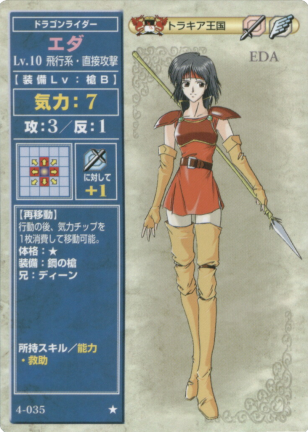 ドラゴンライダー
エダ
Lv.10 飛行系・直接攻撃
【装備Lv:槍B】
気力:7
攻:3/反:1
に対して
+1
【再移動】
行動の後、気力チップを
1枚消費して移動可能。
体格:★
装備:鋼の槍
兄:ディーン
所持スキル/能力
・救助
4-035 ★
トラキア王国
EDA